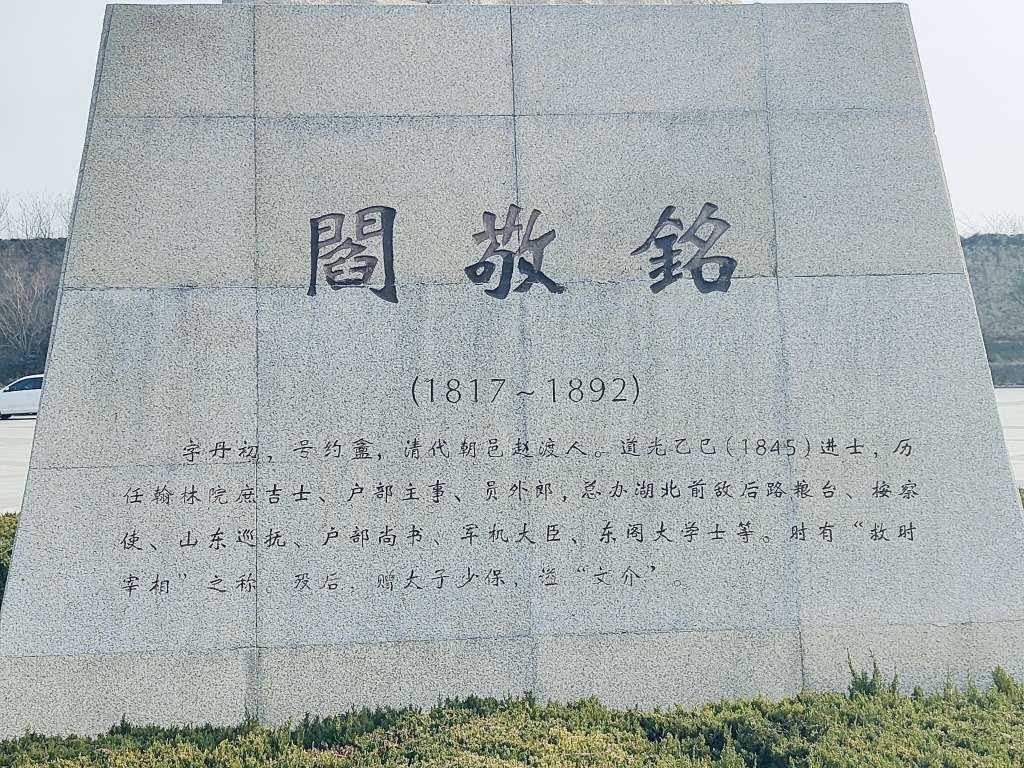 閻敬銘
(1817~1892)
字丹初，号约盦，清代朝邑赵渡人。道光乙巳(1845)进士，历
任翰林院庶吉士、户部主事、员外郎，总办湖北前敌后路粮台、按察
使、山东巡抚、户部尚书、军机大臣、东阁大学士等。时有“救时
宰相”之称。殁后，赠太子少保，谥“文介”